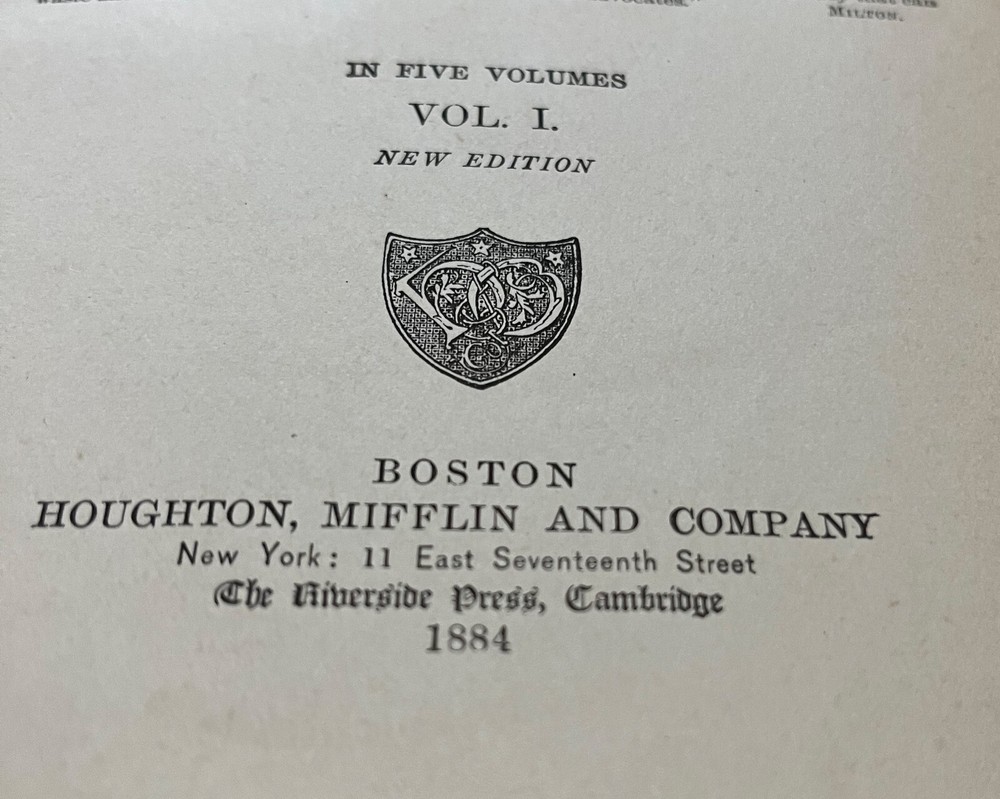 MILTON.
IN FIVE VOLUMES
VOL. I.
NEW EDITION
Co
BOSTON
HOUGHTON, MIFFLIN AND COMPANY
New York: 11 East Seventeenth Street
The Riverside Press, Cambridge
1884